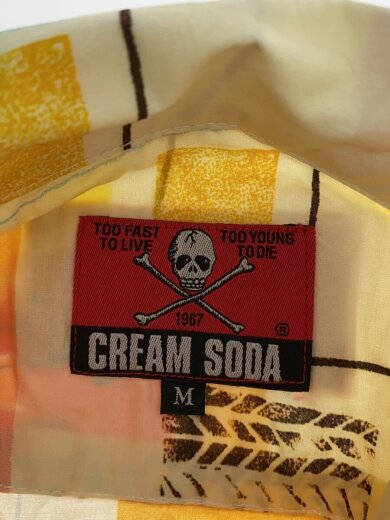 TOO FAST
TO LIVE
TOO YOUNG
TO DIE
1967
®
CREAM SODA
M